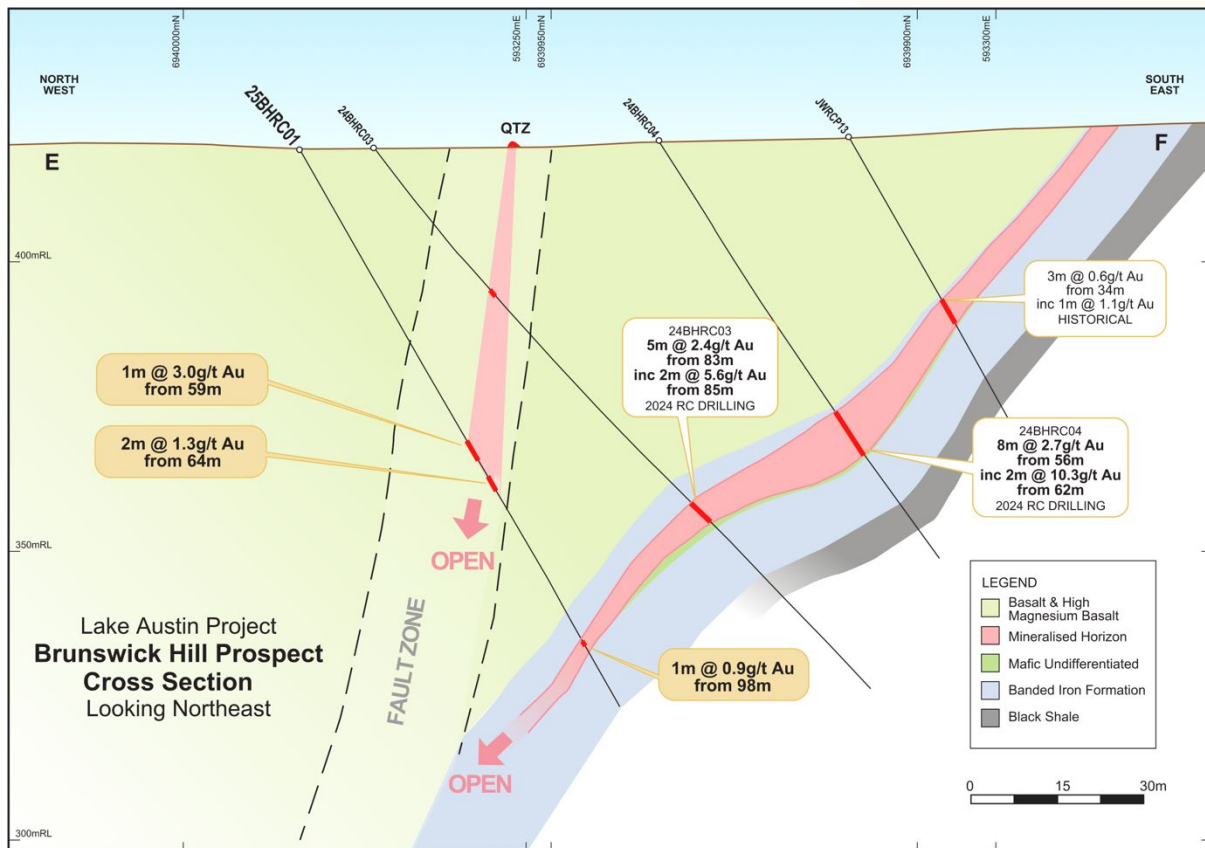 6940000mN
593250mE
6939950mN
6939900mN
593300mE
NORTH
WEST
SOUTH
EAST
25BHRC01
24BHRC03
QTZ
24BHRC04
JWRCP13
E
F
400mRL
350mRL
300mRL
3m @ 0.6g/t Au
from 34m
inc 1m @ 1.1g/t Au
HISTORICAL
24BHRC03
5m @ 2.4g/t Au
from 83m
inc 2m @ 5.6g/t Au
from 85m
2024 RC DRILLING
1m @ 3.0g/t Au
from 59m
2m @ 1.3g/t Au
from 64m
24BHRC04
8m @ 2.7g/t Au
from 56m
inc 2m @ 10.3g/t Au
from 62m
2024 RC DRILLING
OPEN
FAULT ZONE
Lake Austin Project
Brunswick Hill Prospect
Cross Section
Looking Northeast
1m @ 0.9g/t Au
from 98m
OPEN
LEGEND
Basalt & High
Magnesium Basalt
Mineralised Horizon
Mafic Undifferentiated
Banded Iron Formation
Black Shale
0 15 30m